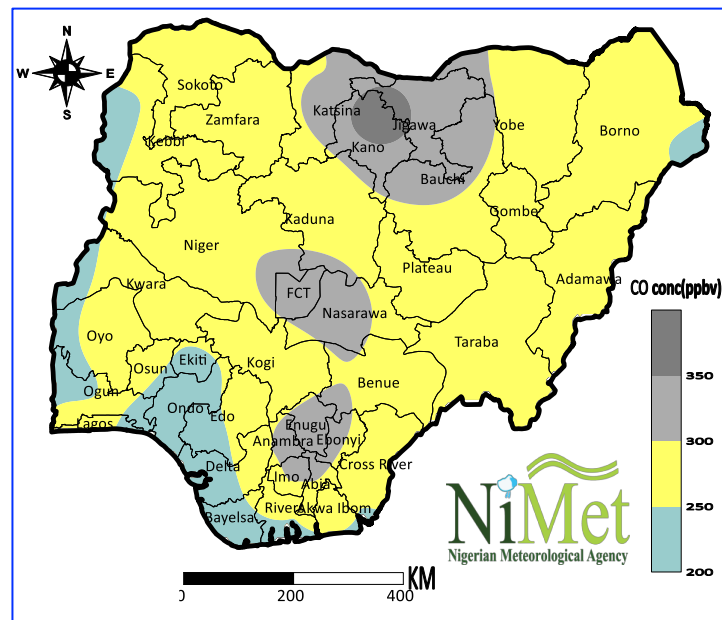 N
W E
S
Sokoto
Katsina
Zamfara
Jigawa
Yobe
Borno
Kebbi
Kano
Bauchi
Gombe
Kaduna
Niger
Plateau
Adamawa
Kwara
FCT
Nasarawa
CO conc(ppbv)
Oyo
Taraba
Osun
Ekiti
Kogi
Benue
350
Ogun
Ondo
Edo
Enugu
Lagos
Anambra
Ebonyi
300
Delta
Cross River
Imo
Abia
250
Rivers
Akwa Ibom
Bayelsa
NiMet
Nigerian Meteorological Agency
200
KM
0 200 400